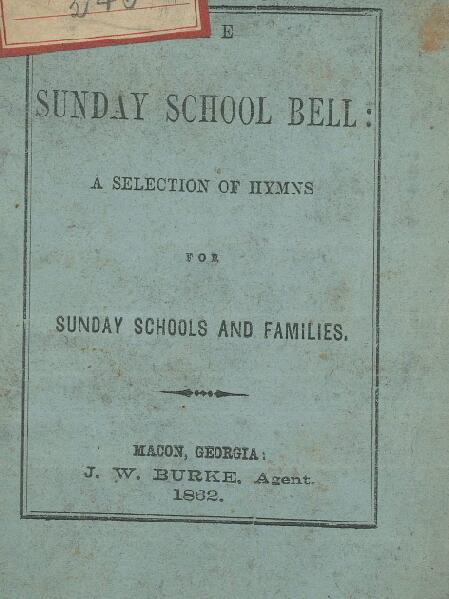 E
SUNDAY SCHOOL BELL:
A SELECTION OF HYMNS
FOR
SUNDAY SCHOOLS AND FAMILIES.
MACON, GEORGIA:
J. W. BURKE, Agent.
1862.